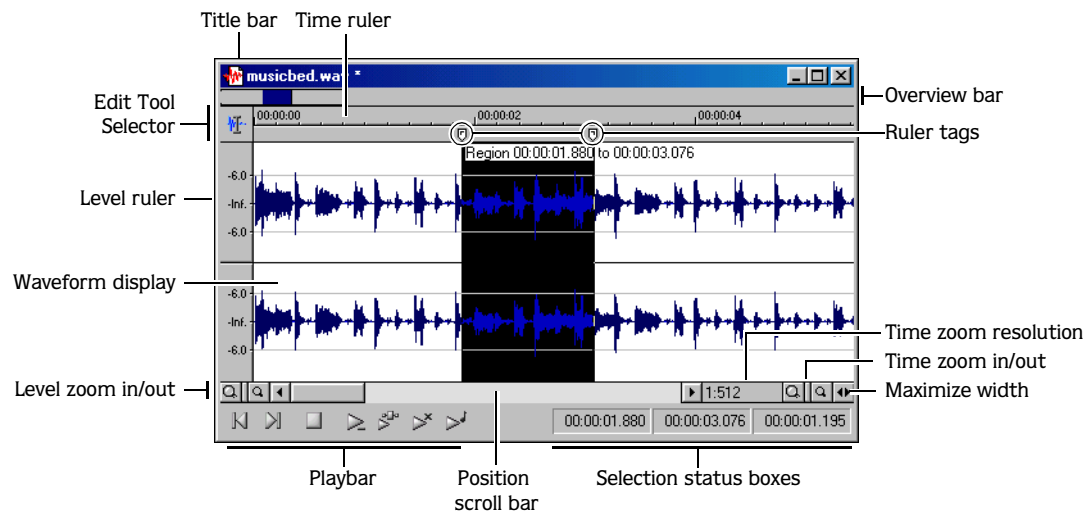 Title bar
Time ruler
musicbed.wav *
Edit Tool
Selector
Overview bar
00:00:00
00:00:02
00:00:04
Ruler tags
Region 00:00:01.880 to 00:00:03.076
Level ruler
-6.0
-Inf.
-6.0
Waveform display
-6.0
-Inf.
-6.0
Time zoom resolution
Time zoom in/out
Level zoom in/out
1:512
Maximize width
00:00:01.880
00:00:03.076
00:00:01.195
Playbar
Position
scroll bar
Selection status boxes